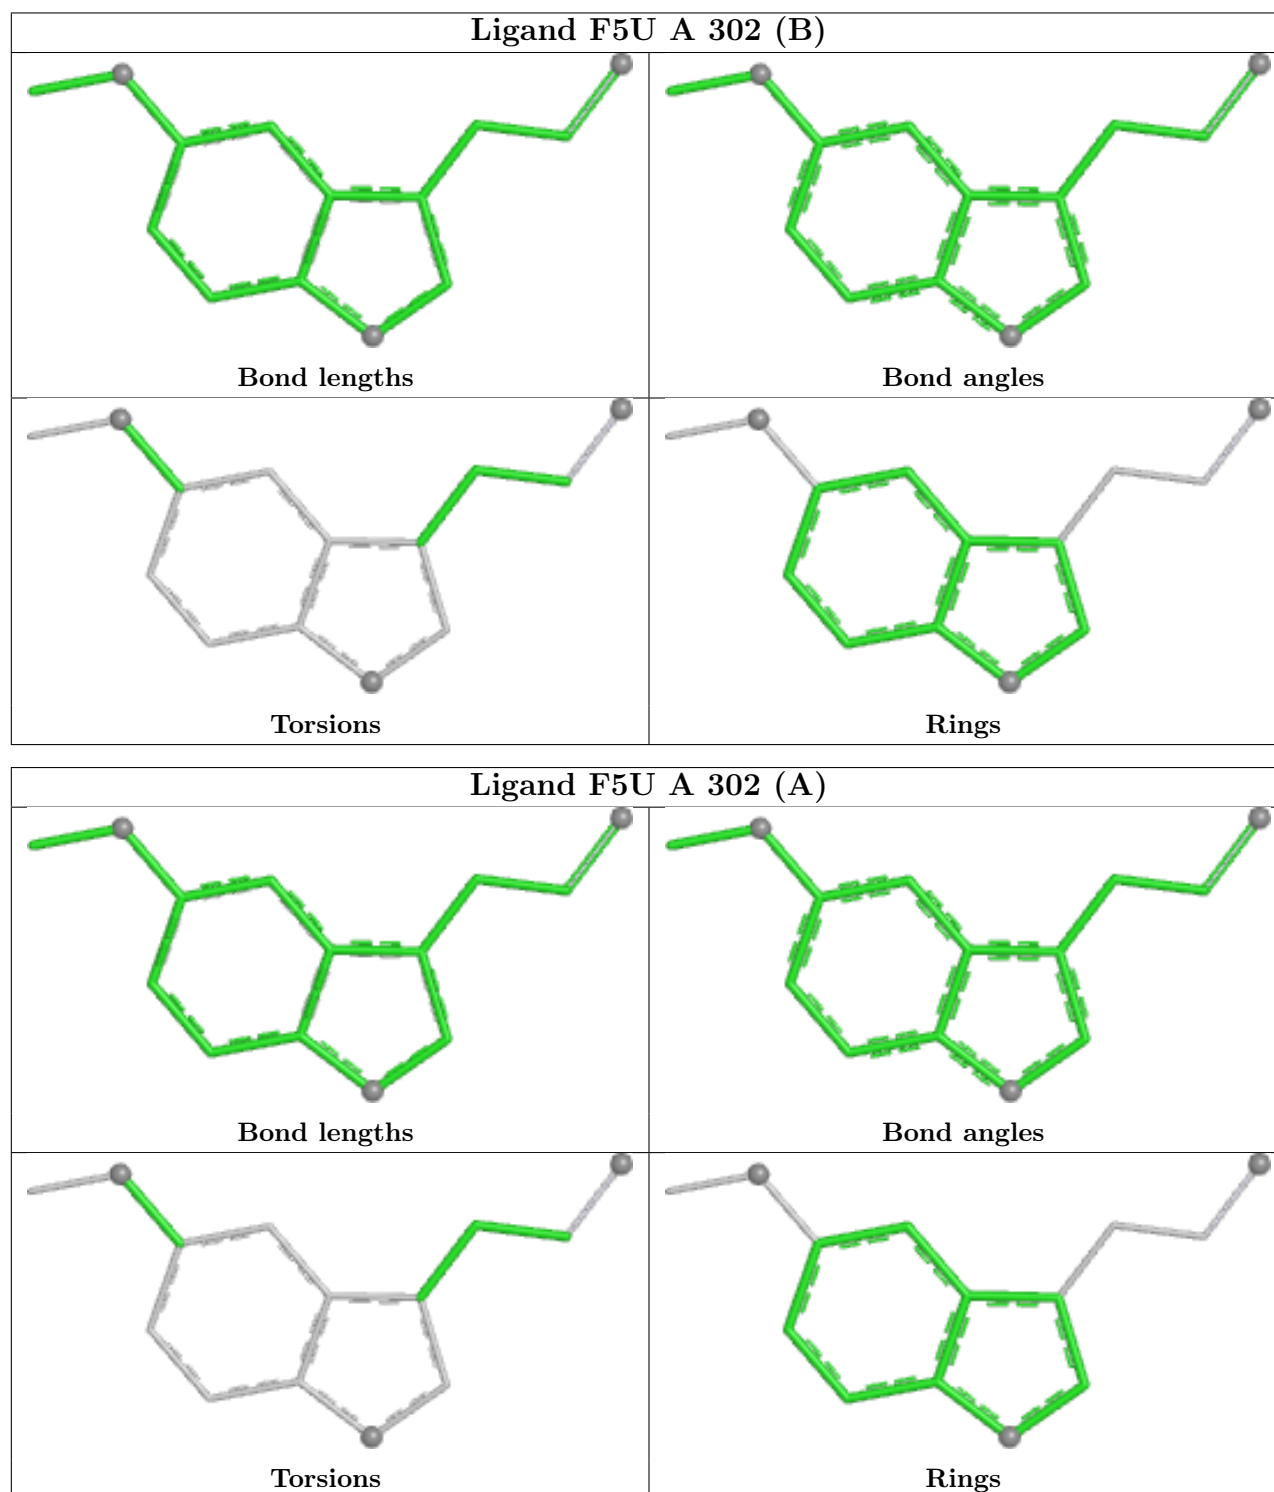 Ligand F5U A 302 (B)
Bond lengths
Bond angles
Torsions
Rings
Ligand F5U A 302 (A)
Bond lengths
Bond angles
Torsions
Rings